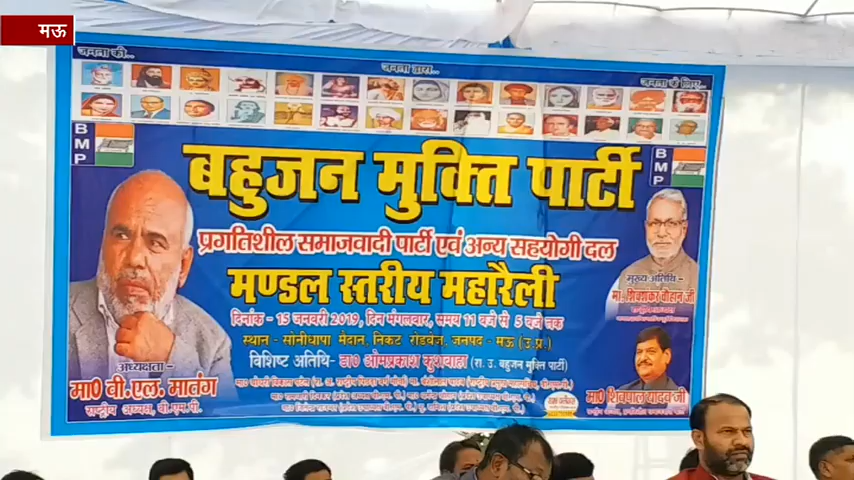 मऊ
जनता की..
जनता द्वारा..
जनता के लिए..
BMP
BMP
बहुजन मुक्ति पार्टी
प्रगतिशील समाजवादी पार्टी एवं अन्य सहयोगी दल
मण्डल स्तरीय महारैली
दिनांक - 15 जनवरी 2019, दिन मंगलवार, समय 11 बजे से 5 बजे तक
स्थान - सोनीधापा मैदान, निकट रोडवेज, जनपद - मऊ (उ.प्र.)
विशिष्ट अतिथि- डा0 ओमप्रकाश कुशवाहा (रा. उ. बहुजन मुक्ति पार्टी)
अध्यक्षता -
मा0 वी.एल. मातंग
राष्ट्रीय अध्यक्ष, बी.एम.पी.
मुख्य अतिथि -
मा. शिवशंकर चौहान जी
मा0 शिवपाल यादव जी